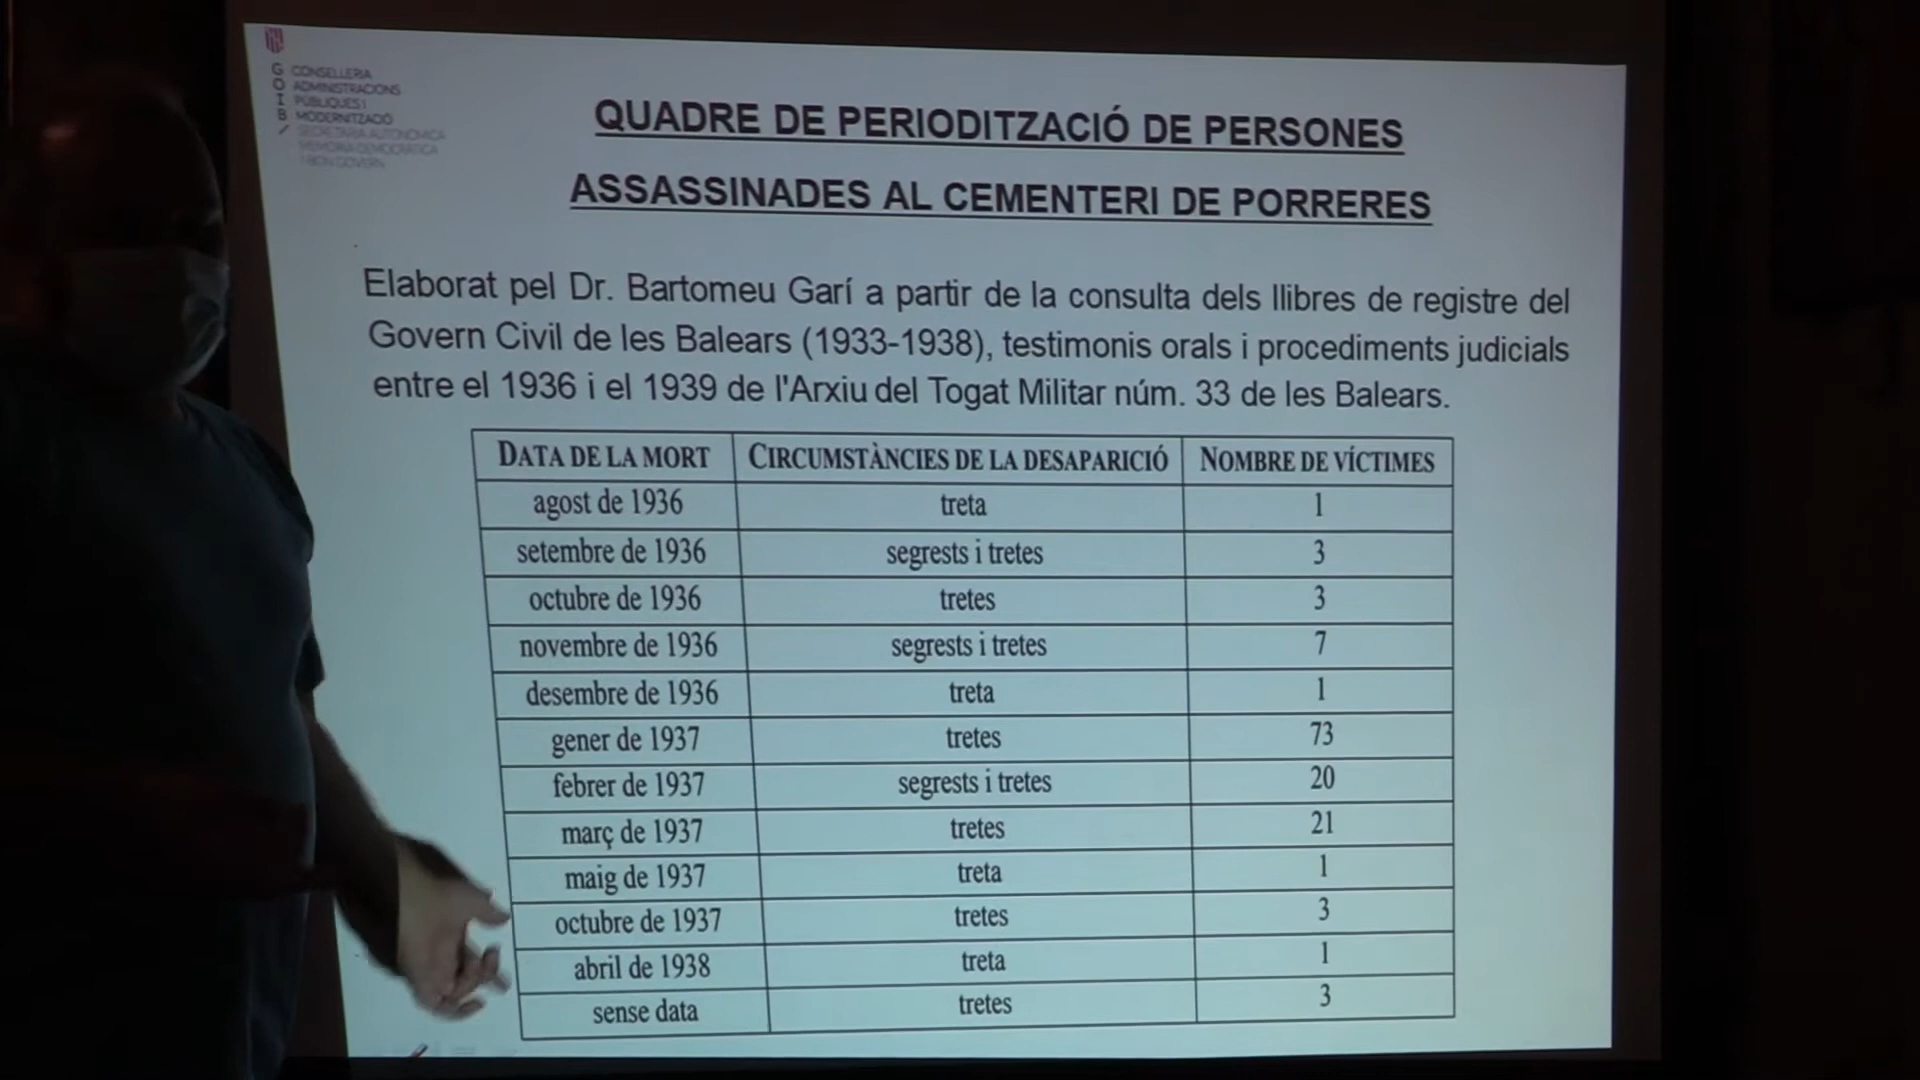 G CONSELLERIA
O ADMINISTRACIONS
I PÚBLIQUES I
B MODERNITZACIÓ
/ SECRETARIA AUTONÒMICA
MEMÒRIA DEMOCRÀTICA
I BON GOVERN
QUADRE DE PERIODITZACIÓ DE PERSONES
ASSASSINADES AL CEMENTERI DE PORRERES
Elaborat pel Dr. Bartomeu Garí a partir de la consulta dels llibres de registre del
Govern Civil de les Balears (1933-1938), testimonis orals i procediments judicials
entre el 1936 i el 1939 de l'Arxiu del Togat Militar núm. 33 de les Balears.
DATA DE LA MORT CIRCUMSTÀNCIES DE LA DESAPARICIÓ NOMBRE DE VÍCTIMES
agost de 1936 treta 1
setembre de 1936 segrests i tretes 3
octubre de 1936 tretes 3
novembre de 1936 segrests i tretes 7
desembre de 1936 treta 1
gener de 1937 tretes 73
febrer de 1937 segrests i tretes 20
març de 1937 tretes 21
maig de 1937 treta 1
octubre de 1937 tretes 3
abril de 1938 treta 1
sense data tretes 3